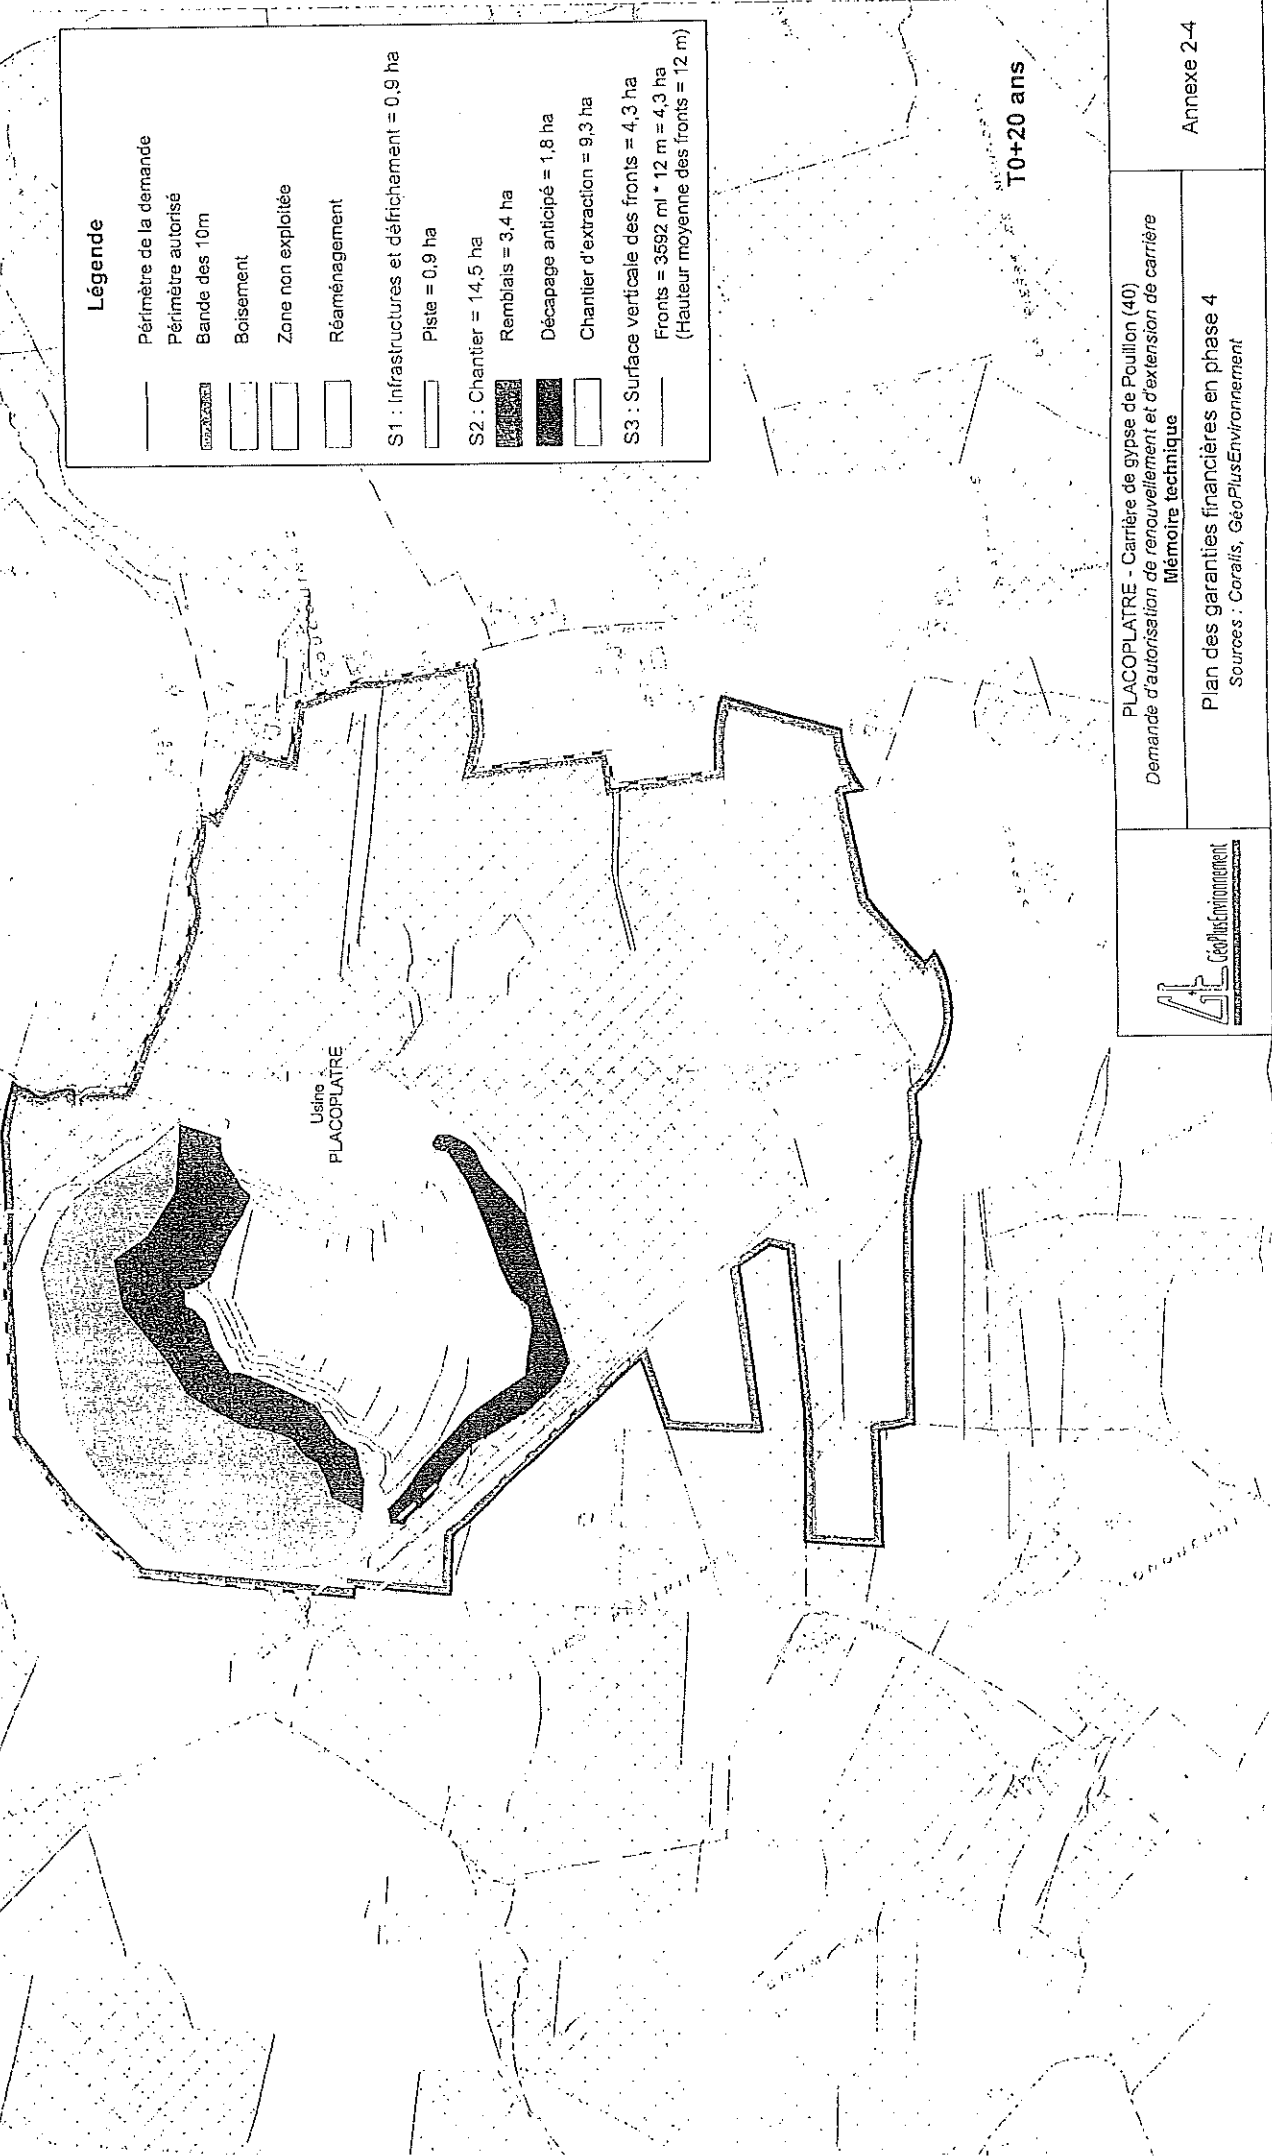 Légende
Périmètre de la demande
Périmètre autorisé
Bande des 10m
Boisement
Zone non exploitée
Réaménagement
S1 : Infrastructures et défrichement = 0,9 ha
Piste = 0,9 ha
S2 : Chantier = 14,5 ha
Remblais = 3,4 ha
Décapage anticipé = 1,8 ha
Chantier d'extraction = 9,3 ha
S3 : Surface verticale des fronts = 4,3 ha
Fronts = 3592 ml * 12 m = 4,3 ha
(Hauteur moyenne des fronts = 12 m)
Usine
PLACOPLATRE
T0+20 ans
GéoPlusEnvironnement
PLACOPLATRE - Carrière de gypse de Pouillon (40)
Demande d'autorisation de renouvellement et d'extension de carrière
Mémoire technique
Plan des garanties financières en phase 4
Sources : Coralis, GéoPlusEnvironnement
Annexe 2-4